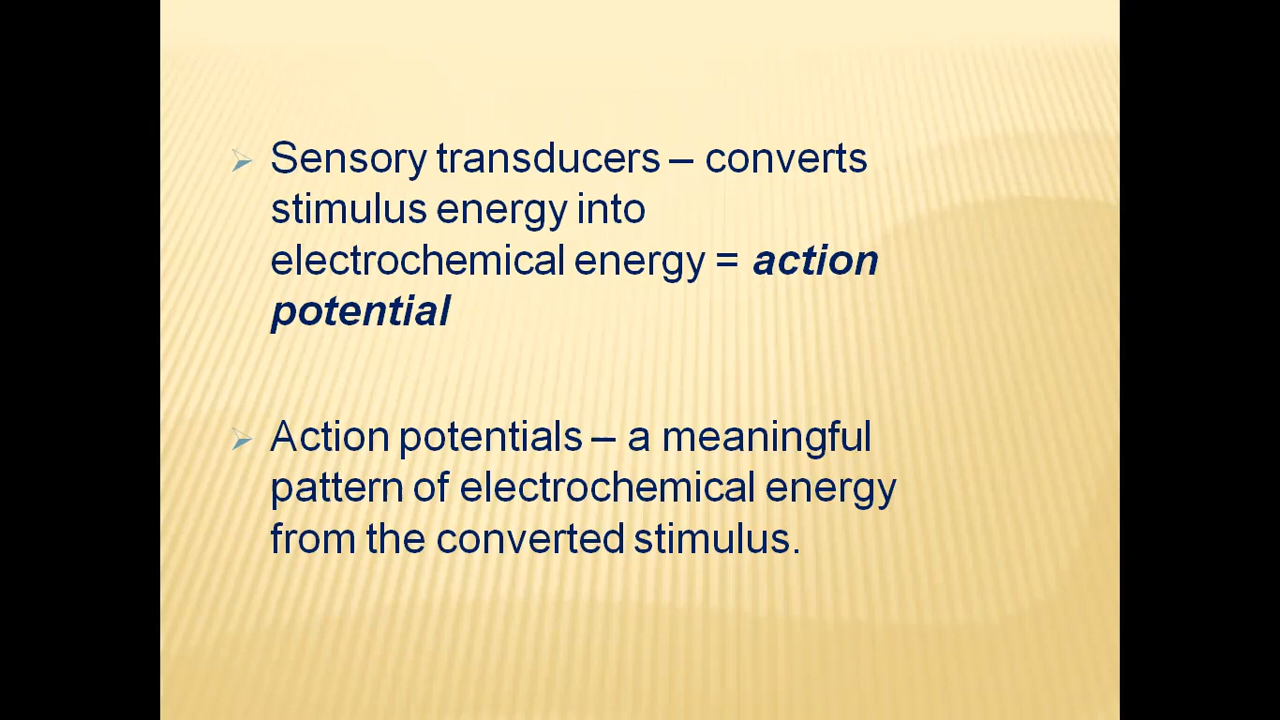 Sensory transducers – converts
stimulus energy into
electrochemical energy = action
potential
Action potentials – a meaningful
pattern of electrochemical energy
from the converted stimulus.